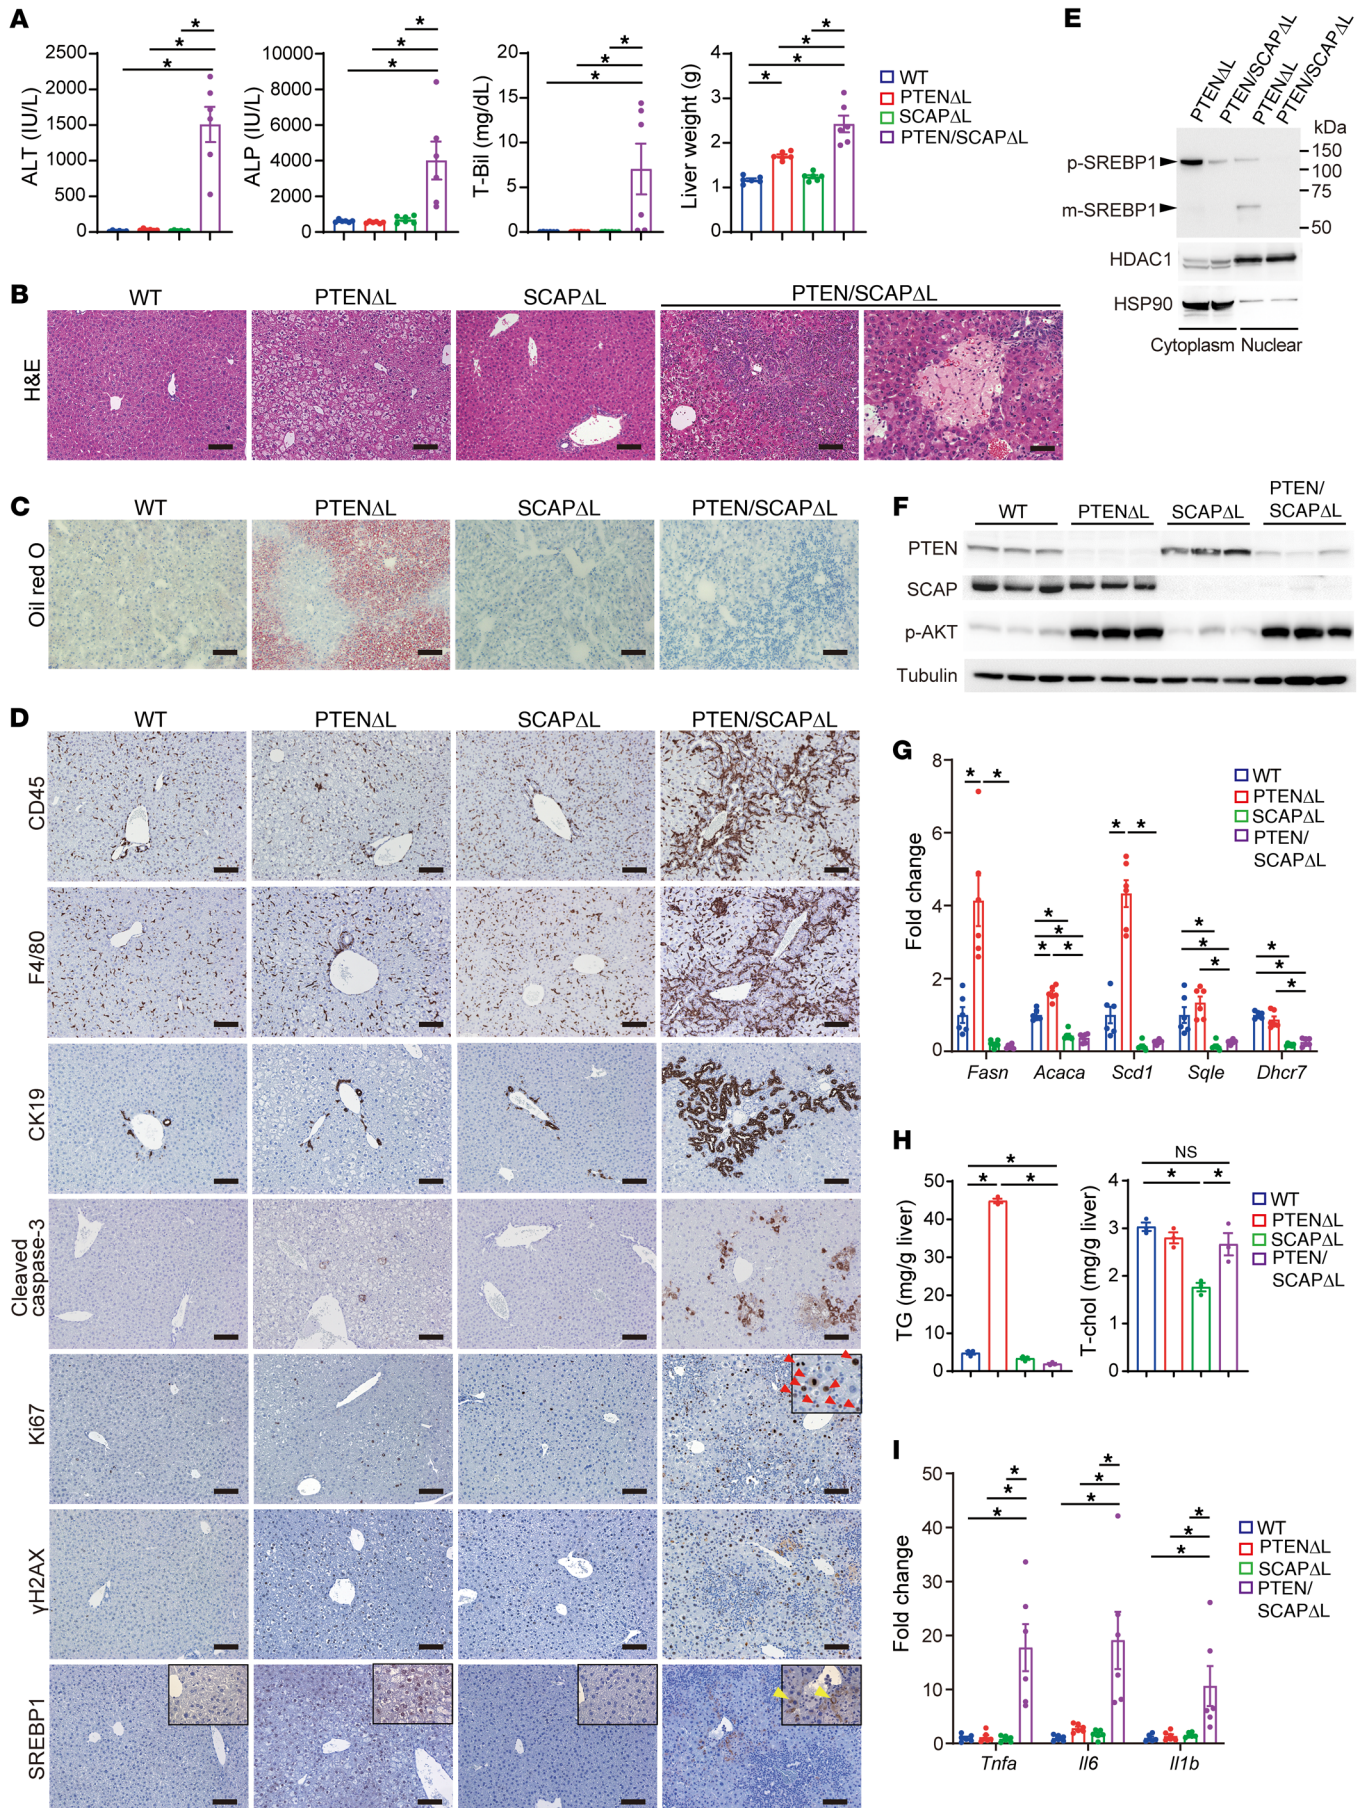 A
ALT (IU/L)
2500
2000
1500
1000
500
0
*
*
*
ALP (IU/L)
10000
8000
6000
4000
2000
0
*
*
*
T-Bil (mg/dL)
20
15
10
5
0
*
*
*
Liver weight (g)
4
3
2
1
0
*
*
*
*
WT
PTENΔL
SCAPΔL
PTEN/SCAPΔL
B
WT
PTENΔL
SCAPΔL
PTEN/SCAPΔL
H&E
C
WT
PTENΔL
SCAPΔL
PTEN/SCAPΔL
Oil red O
D
WT
PTENΔL
SCAPΔL
PTEN/SCAPΔL
CD45
F4/80
CK19
Cleaved
caspase-3
Ki67
γH2AX
SREBP1
E
PTENΔL
PTEN/SCAPΔL
PTENΔL
PTEN/SCAPΔL
kDa
p-SREBP1
150
100
75
m-SREBP1
50
HDAC1
HSP90
Cytoplasm Nuclear
F
WT
PTENΔL
SCAPΔL
PTEN/
SCAPΔL
PTEN
SCAP
p-AKT
Tubulin
G
Fold change
8
6
4
2
0
* *
*
*
* *
* *
*
*
*
*
*
*
Fasn
Acaca
Scd1
Sqle
Dhcr7
WT
PTENΔL
SCAPΔL
PTEN/
SCAPΔL
H
TG (mg/g liver)
50
40
30
20
10
0
*
* *
T-chol (mg/g liver)
4
3
2
1
0
NS
* *
WT
PTENΔL
SCAPΔL
PTEN/
SCAPΔL
I
Fold change
50
40
30
20
10
0
*
*
*
*
*
*
*
*
*
Tnfa
Il6
Il1b
WT
PTENΔL
SCAPΔL
PTEN/
SCAPΔL